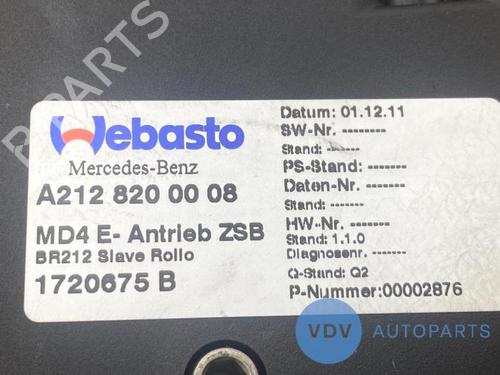 Webasto
Mercedes-Benz
A212 820 00 08
MD4 E- Antrieb ZSB
BR212 Slave Rollo
1720675 B
Datum: 01.12.11
SW-Nr. --------
Stand: --------
PS-Stand: -------
Daten-Nr. -------
Stand: --------
HW-Nr. --------
Stand: 1.1.0
Diagnosenr. -------
Q-Stand: Q2
P-Nummer:00002876
B-PARTS
VDV AUTOPARTS